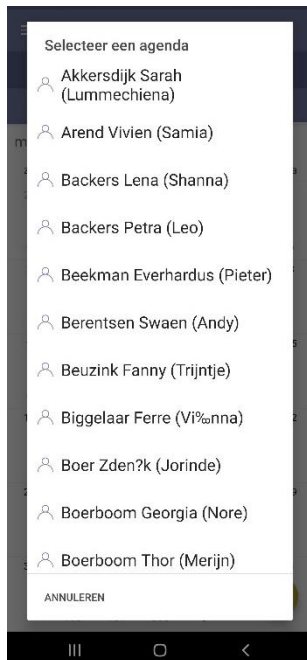 Selecteer een agenda
Akkersdijk Sarah
(Lummechiena)
Arend Vivien (Samia)
Backers Lena (Shanna)
Backers Petra (Leo)
Beekman Everhardus (Pieter)
Berentsen Swaen (Andy)
Beuzink Fanny (Trijntje)
Biggelaar Ferre (Vi‰nna)
Boer Zden?k (Jorinde)
Boerboom Georgia (Nore)
Boerboom Thor (Merijn)
ANNULEREN